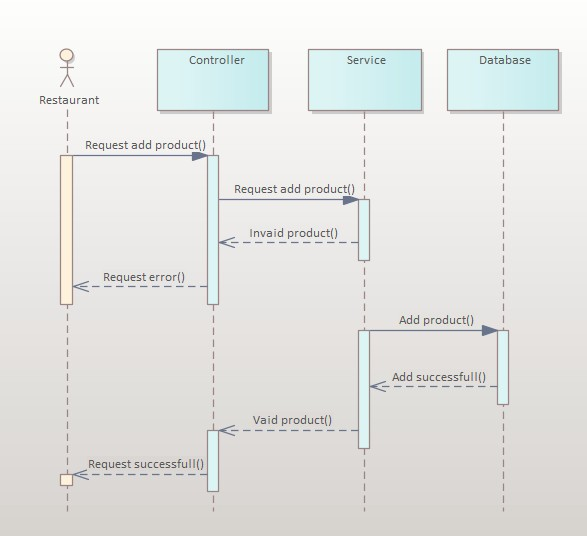 Controller
Service
Database
Restaurant
Request add product()
Request add product()
Invaid product()
Request error()
Add product()
Add successfull()
Vaid product()
Request successfull()